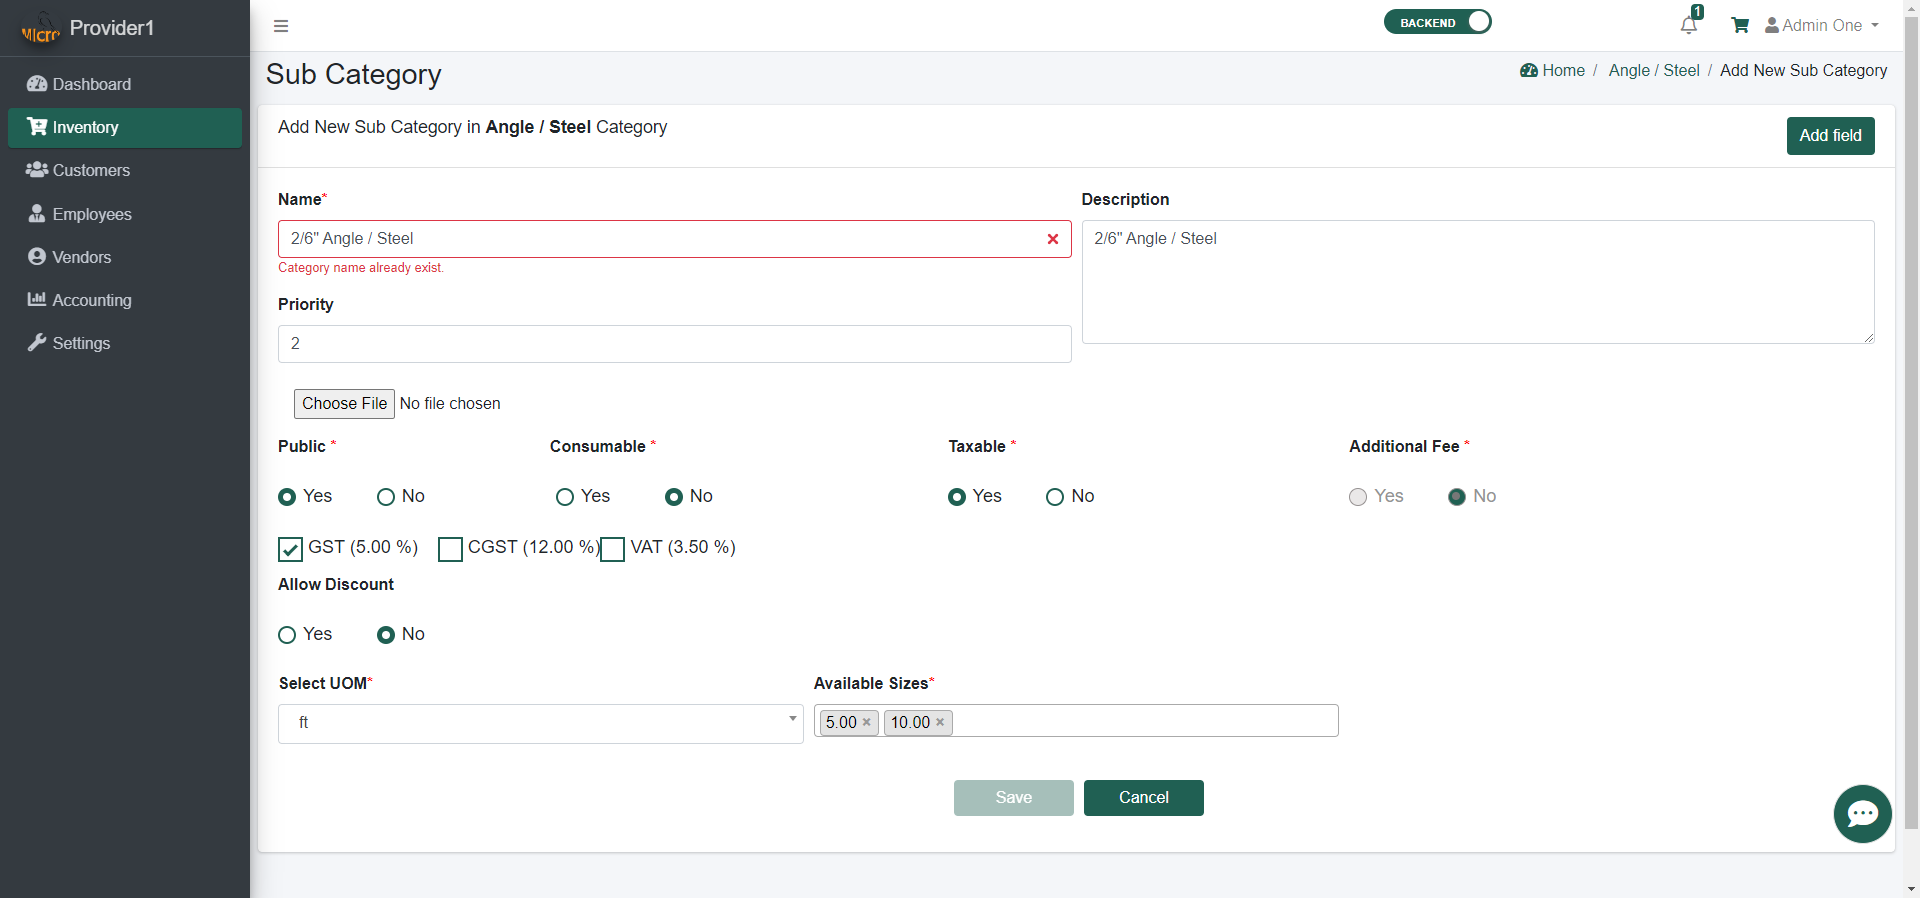 Micro Provider1
BACKEND
1
Admin One
Dashboard
Inventory
Customers
Employees
Vendors
Accounting
Settings
Sub Category
Home / Angle / Steel / Add New Sub Category
Add New Sub Category in Angle / Steel Category
Add field
Name*
2/6" Angle / Steel
Category name already exist.
Description
2/6" Angle / Steel
Priority
2
Choose File No file chosen
Public * Consumable * Taxable * Additional Fee *
Yes No Yes No Yes No Yes No
GST (5.00 %) CGST (12.00 %) VAT (3.50 %)
Allow Discount
Yes No
Select UOM* Available Sizes*
ft 5.00 × 10.00 ×
Save Cancel